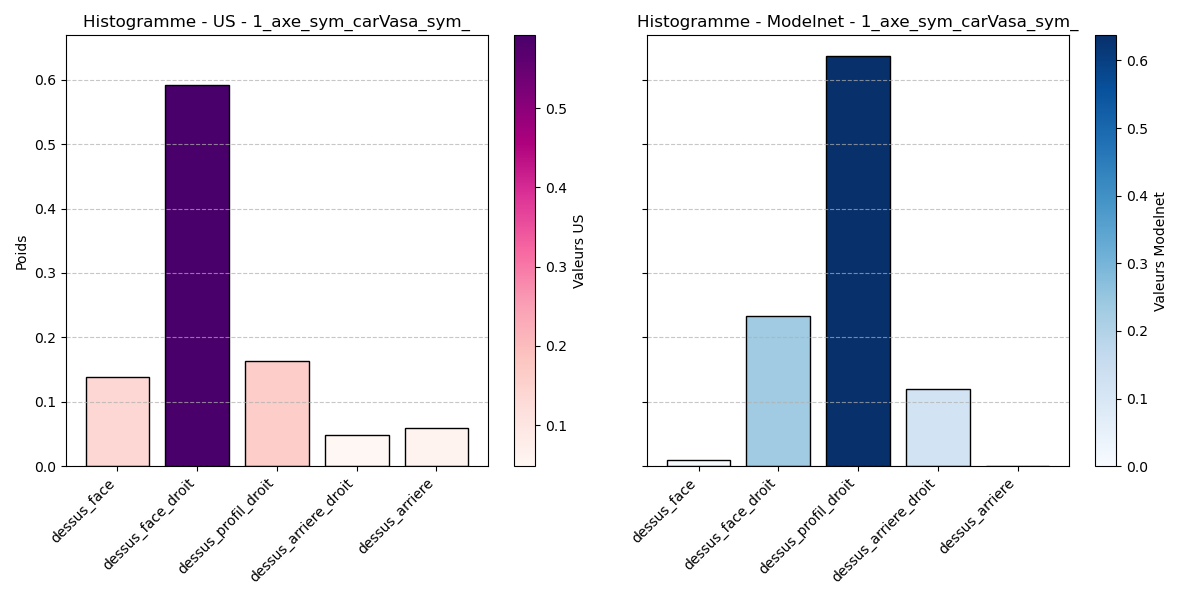 Histogramme - US - 1_axe_sym_carVasa_sym_
Poids
0.6
0.5
0.4
0.3
0.2
0.1
0.0
dessus_face
dessus_face_droit
dessus_profil_droit
dessus_arriere_droit
dessus_arriere
0.5
0.4
0.3
0.2
0.1
Valeurs US
Histogramme - Modelnet - 1_axe_sym_carVasa_sym_
dessus_face
dessus_face_droit
dessus_profil_droit
dessus_arriere_droit
dessus_arriere
0.6
0.5
0.4
0.3
0.2
0.1
0.0
Valeurs Modelnet